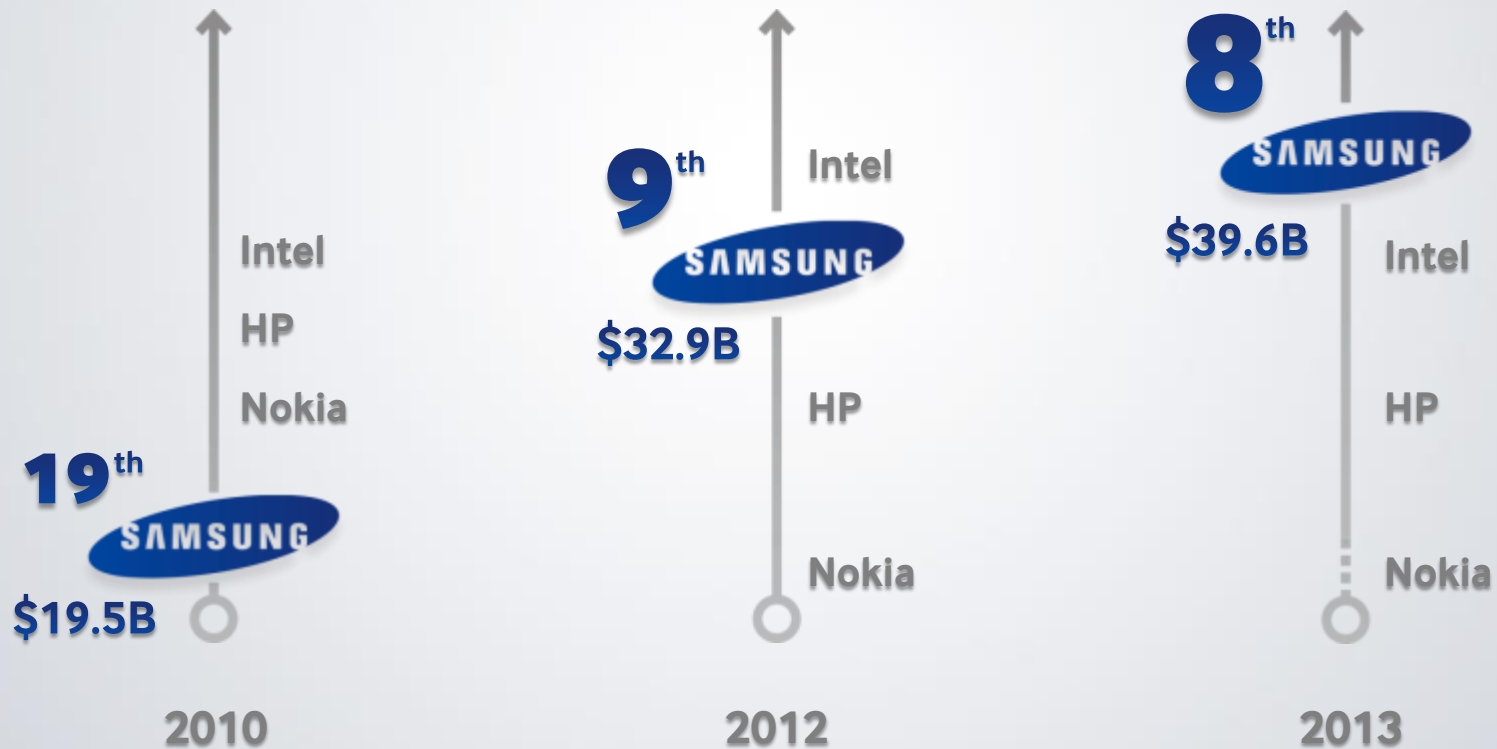 Intel
HP
Nokia
19th
SAMSUNG
$19.5B
2010
9th
Intel
SAMSUNG
$32.9B
HP
Nokia
2012
8th
SAMSUNG
$39.6B
Intel
HP
Nokia
2013